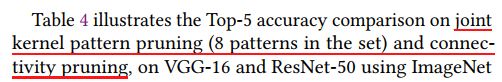 Table 4 illustrates the Top-5 accuracy comparison on joint
kernel pattern pruning (8 patterns in the set) and connec-
tivity pruning, on VGG-16 and ResNet-50 using ImageNet